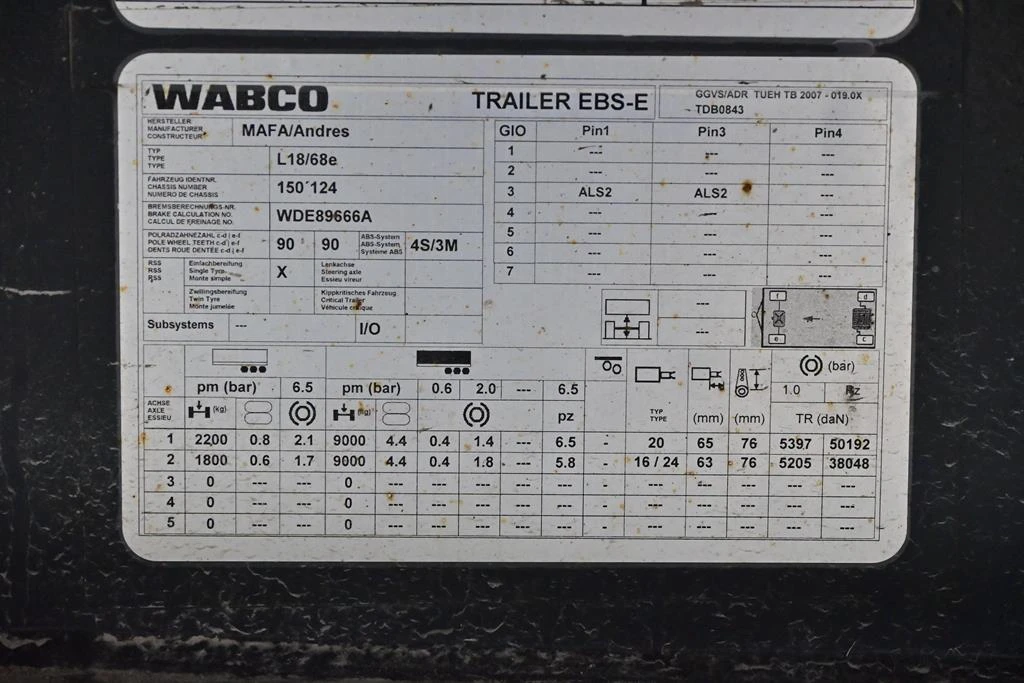 WABCO TRAILER EBS-E GGVS/ADR TUEH TB 2007 - 019.0X
TDB0843
HERSTELLER
MANUFACTURER
CONSTRUCTEUR
MAFA/Andres
TYP
TYPE
TYPE
L18/68e
FAHRZEUG IDENTNR.
CHASSIS NUMBER
NUMERO DE CHASSIS
150´124
BREMSBERECHNUNGS-NR.
BRAKE CALCULATION NO.
CALCUL DE FREINAGE NO.
WDE89666A
POLRADZAHNEZAHL c-d | e-f
POLE WHEEL TEETH c-d | e-f
DENTS ROUE DENTÉE c-d | e-f
90 90
ABS-System
ABS-System
Systeme ABS
4S/3M
RSS
RSS
RSS
Einfachbereifung
Single Tyre
Monte simple
X
Lenkachse
Steering axle
Essieu vireur
Zwillingsbereifung
Twin Tyre
Monte jumelée
Kippkritisches Fahrzeug
Critical Trailer
Véhicule critique
Subsystems --- I/O
GIO Pin1 Pin3 Pin4
1 --- --- ---
2 --- --- ---
3 ALS2 ALS2 ---
4 --- --- ---
5 --- --- ---
6 --- --- ---
7 --- --- ---
---
---
f d
e c
pm (bar) 6.5 pm (bar) 0.6 2.0 --- 6.5 (bar)
1.0 Rz
ACHSE
AXLE
ESSIEU
(kg) (kg) pz
TYP
TYPE
(mm) (mm) TR (daN)
1 2200 0.8 2.1 9000 4.4 0.4 1.4 --- 6.5 - 20 65 76 5397 50192
2 1800 0.6 1.7 9000 4.4 0.4 1.8 --- 5.8 - 16 / 24 63 76 5205 38048
3 0 --- --- 0 --- --- --- --- --- - --- --- --- --- ---
4 0 --- --- 0 --- --- --- --- --- - --- --- --- --- ---
5 0 --- --- 0 --- --- --- --- --- - --- --- --- --- ---